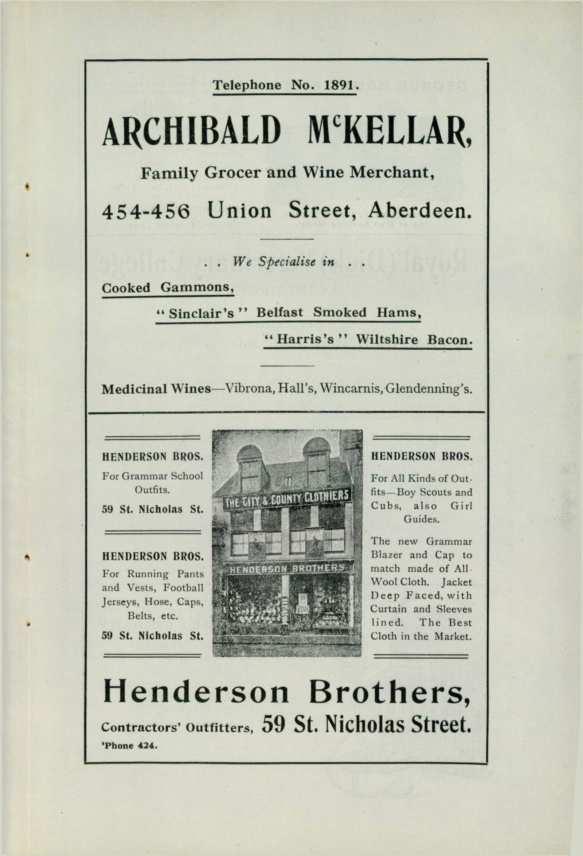 Telephone No. 1891.
ARCHIBALD McKELLAR,
Family Grocer and Wine Merchant,
454-456 Union Street, Aberdeen.
. . We Specialise in . .
Cooked Gammons,
"Sinclair's" Belfast Smoked Hams,
"Harris's" Wiltshire Bacon.
Medicinal Wines—Vibrona, Hall's, Wincarnis, Glendenning's.
HENDERSON BROS.
For Grammar School
Outfits.
59 St. Nicholas St.
HENDERSON BROS.
For Running Pants
and Vests, Football
Jerseys, Hose, Caps,
Belts, etc.
59 St. Nicholas St.
THE CITY & COUNTY CLOTHIERS
HENDERSON BROTHERS
HENDERSON BROS.
For All Kinds of Out-
fits—Boy Scouts and
Cubs, also Girl
Guides.
The new Grammar
Blazer and Cap to
match made of All
Wool Cloth. Jacket
Deep Faced, with
Curtain and Sleeves
lined. The Best
Cloth in the Market.
Henderson Brothers,
Contractors' Outfitters, 59 St. Nicholas Street.
'Phone 424.